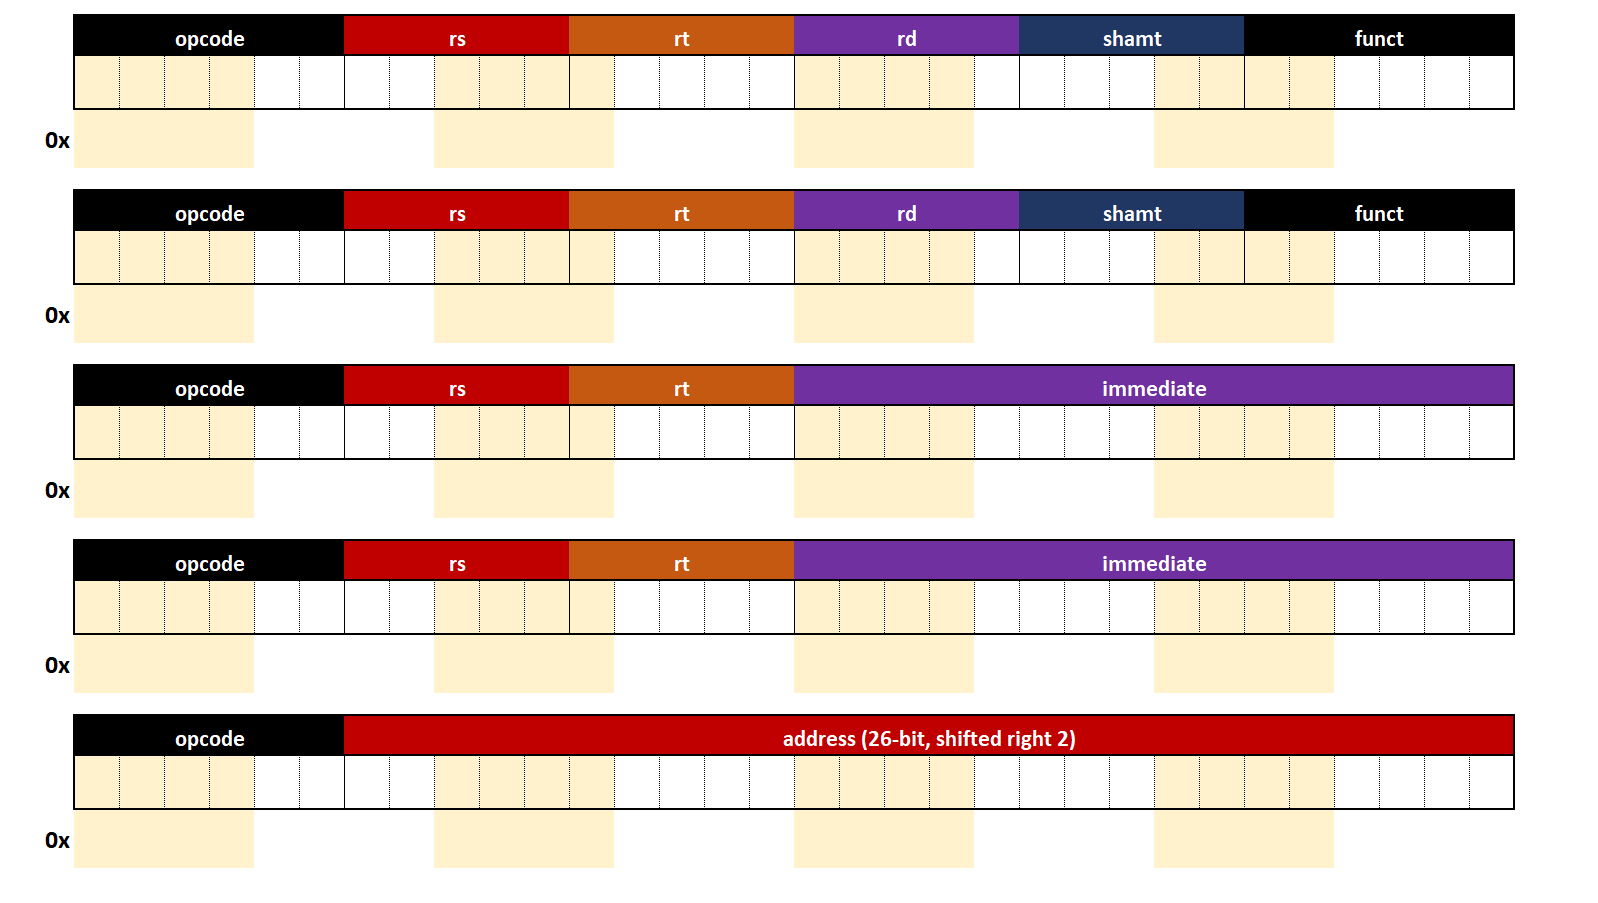 opcode rs rt rd shamt funct
0x
opcode rs rt rd shamt funct
0x
opcode rs rt immediate
0x
opcode rs rt immediate
0x
opcode address (26-bit, shifted right 2)
0x